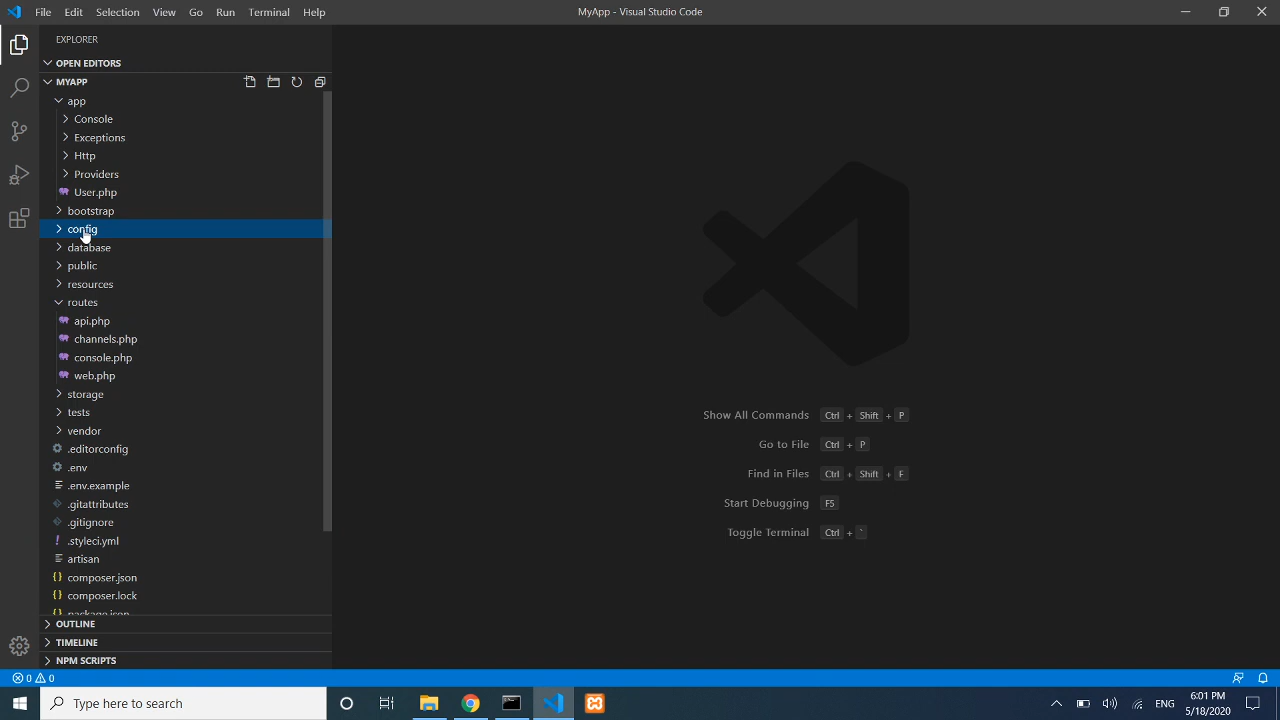 File Edit Selection View Go Run Terminal Help
MyApp - Visual Studio Code
EXPLORER
OPEN EDITORS
MYAPP
app
Console
Exceptions
Http
Providers
User.php
bootstrap
config
database
public
resources
routes
api.php
channels.php
console.php
web.php
storage
tests
vendor
.editorconfig
.env
.env.example
.gitattributes
.gitignore
.styleci.yml
artisan
composer.json
composer.lock
package.json
OUTLINE
TIMELINE
NPM SCRIPTS
Show All Commands Ctrl + Shift + P
Go to File Ctrl + P
Find in Files Ctrl + Shift + F
Start Debugging F5
Toggle Terminal Ctrl + `
0 0
Type here to search
ENG
6:01 PM
5/18/2020